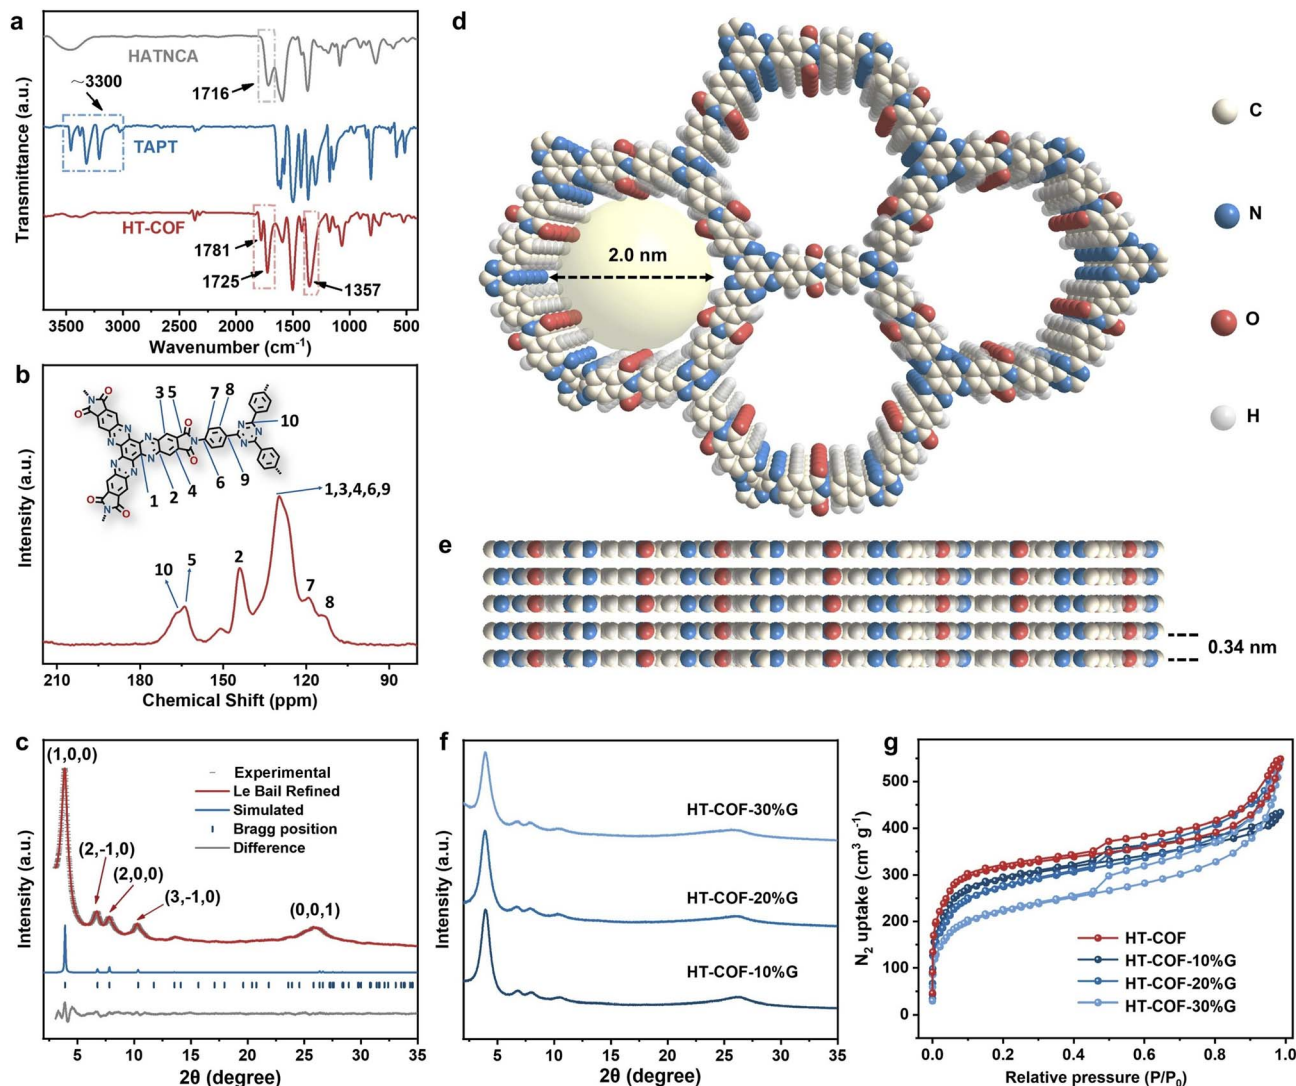 a
HATNCA
~3300
1716
TAPT
HT-COF
1781
1725
1357
Transmittance (a.u.)
3500 3000 2500 2000 1500 1000 500
Wavenumber (cm-1)
b
O
O
N
N
N
N
N
N
N
O
O
N
O
O
N
N
N
N
3 5 7 8
10
1 2 4 6 9
1,3,4,6,9
10
5
2
7
8
Intensity (a.u.)
210 180 150 120 90
Chemical Shift (ppm)
c
(1,0,0)
(2,-1,0)
(2,0,0)
(3,-1,0)
(0,0,1)
Experimental
Le Bail Refined
Simulated
Bragg position
Difference
Intensity (a.u.)
5 10 15 20 25 30 35
2θ (degree)
d
2.0 nm
C
N
O
H
e
0.34 nm
f
HT-COF-30%G
HT-COF-20%G
HT-COF-10%G
Intensity (a.u.)
5 10 15 20 25 30 35
2θ (degree)
g
500
400
300
200
100
0
N2 uptake (cm3 g-1)
HT-COF
HT-COF-10%G
HT-COF-20%G
HT-COF-30%G
0.0 0.2 0.4 0.6 0.8 1.0
Relative pressure (P/P0)